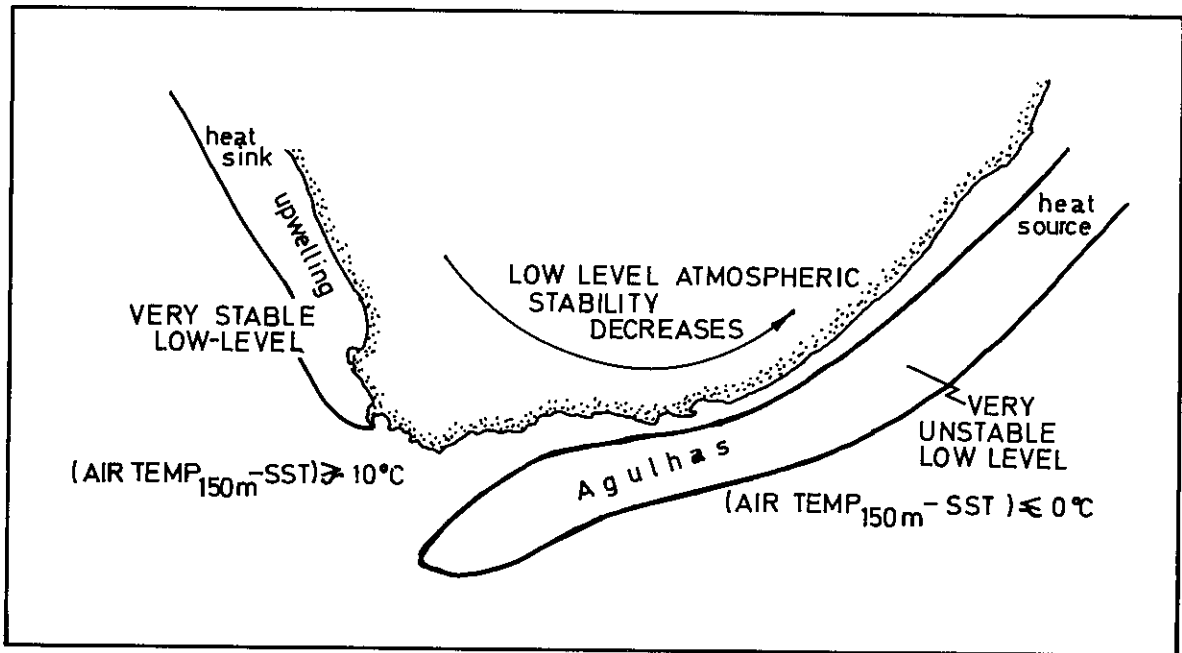 heat
sink
upwelling
VERY STABLE
LOW-LEVEL
LOW LEVEL ATMOSPHERIC
STABILITY
DECREASES
heat
source
VERY
UNSTABLE
LOW LEVEL
Agulhas
(AIR TEMP150m-SST) ⩾ 10°C
(AIR TEMP150m-SST) ⩽ 0°C